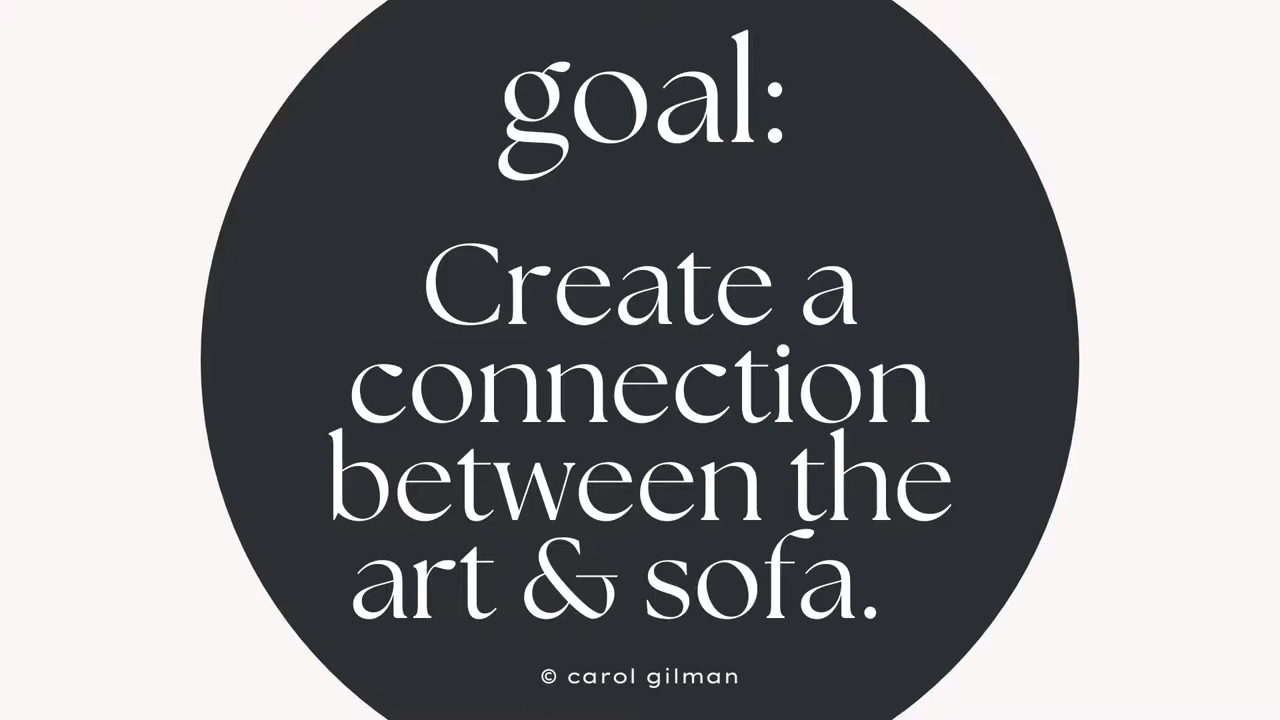 goal:
Create a
connection
between the
art & sofa.
© carol gilman